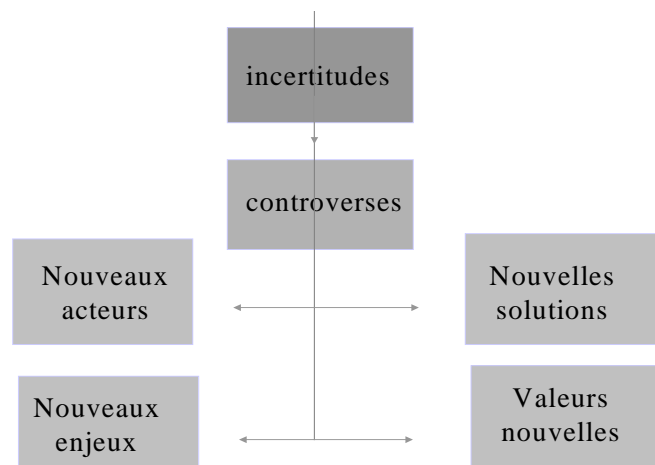 incertitudes
controverses
Nouveaux
acteurs
Nouvelles
solutions
Nouveaux
enjeux
Valeurs
nouvelles